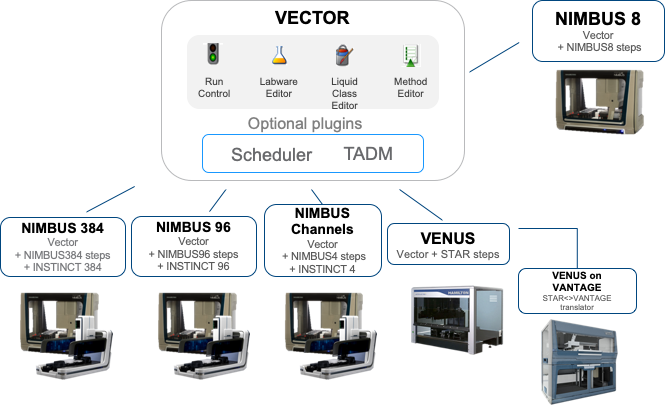 VECTOR
Run
Control
Labware
Editor
Liquid
Class
Editor
Method
Editor
Optional plugins
Scheduler
TADM
NIMBUS 8
Vector
+ NIMBUS8 steps
NIMBUS 384
Vector
+ NIMBUS384 steps
+ INSTINCT 384
NIMBUS 96
Vector
+ NIMBUS96 steps
+ INSTINCT 96
NIMBUS
Channels
Vector
+ NIMBUS4 steps
+ INSTINCT 4
VENUS
Vector + STAR steps
HAMILTON
VENUS on
VANTAGE
STAR<>VANTAGE
translator